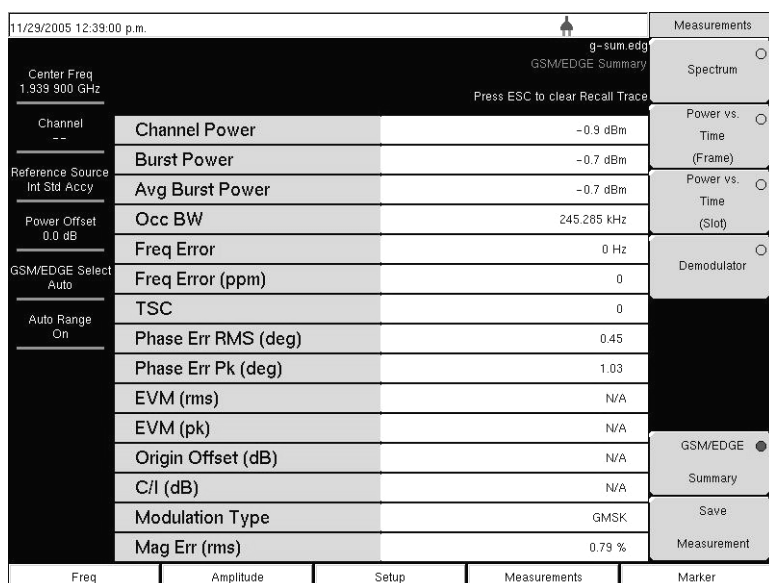 11/29/2005 12:39:00 p.m.
g-sum.edg
GSM/EDGE Summary
Press ESC to clear Recall Trace
Center Freq
1.939 900 GHz
Channel
--
Reference Source
Int Std Accy
Power Offset
0.0 dB
GSM/EDGE Select
Auto
Auto Range
On
Channel Power -0.9 dBm
Burst Power -0.7 dBm
Avg Burst Power -0.7 dBm
Occ BW 245.285 kHz
Freq Error 0 Hz
Freq Error (ppm) 0
TSC 0
Phase Err RMS (deg) 0.45
Phase Err Pk (deg) 1.03
EVM (rms) N/A
EVM (pk) N/A
Origin Offset (dB) N/A
C/I (dB) N/A
Modulation Type GMSK
Mag Err (rms) 0.79 %
Measurements
Spectrum
Power vs.
Time
(Frame)
Power vs.
Time
(Slot)
Demodulator
GSM/EDGE
Summary
Save
Measurement
Freq Amplitude Setup Measurements Marker